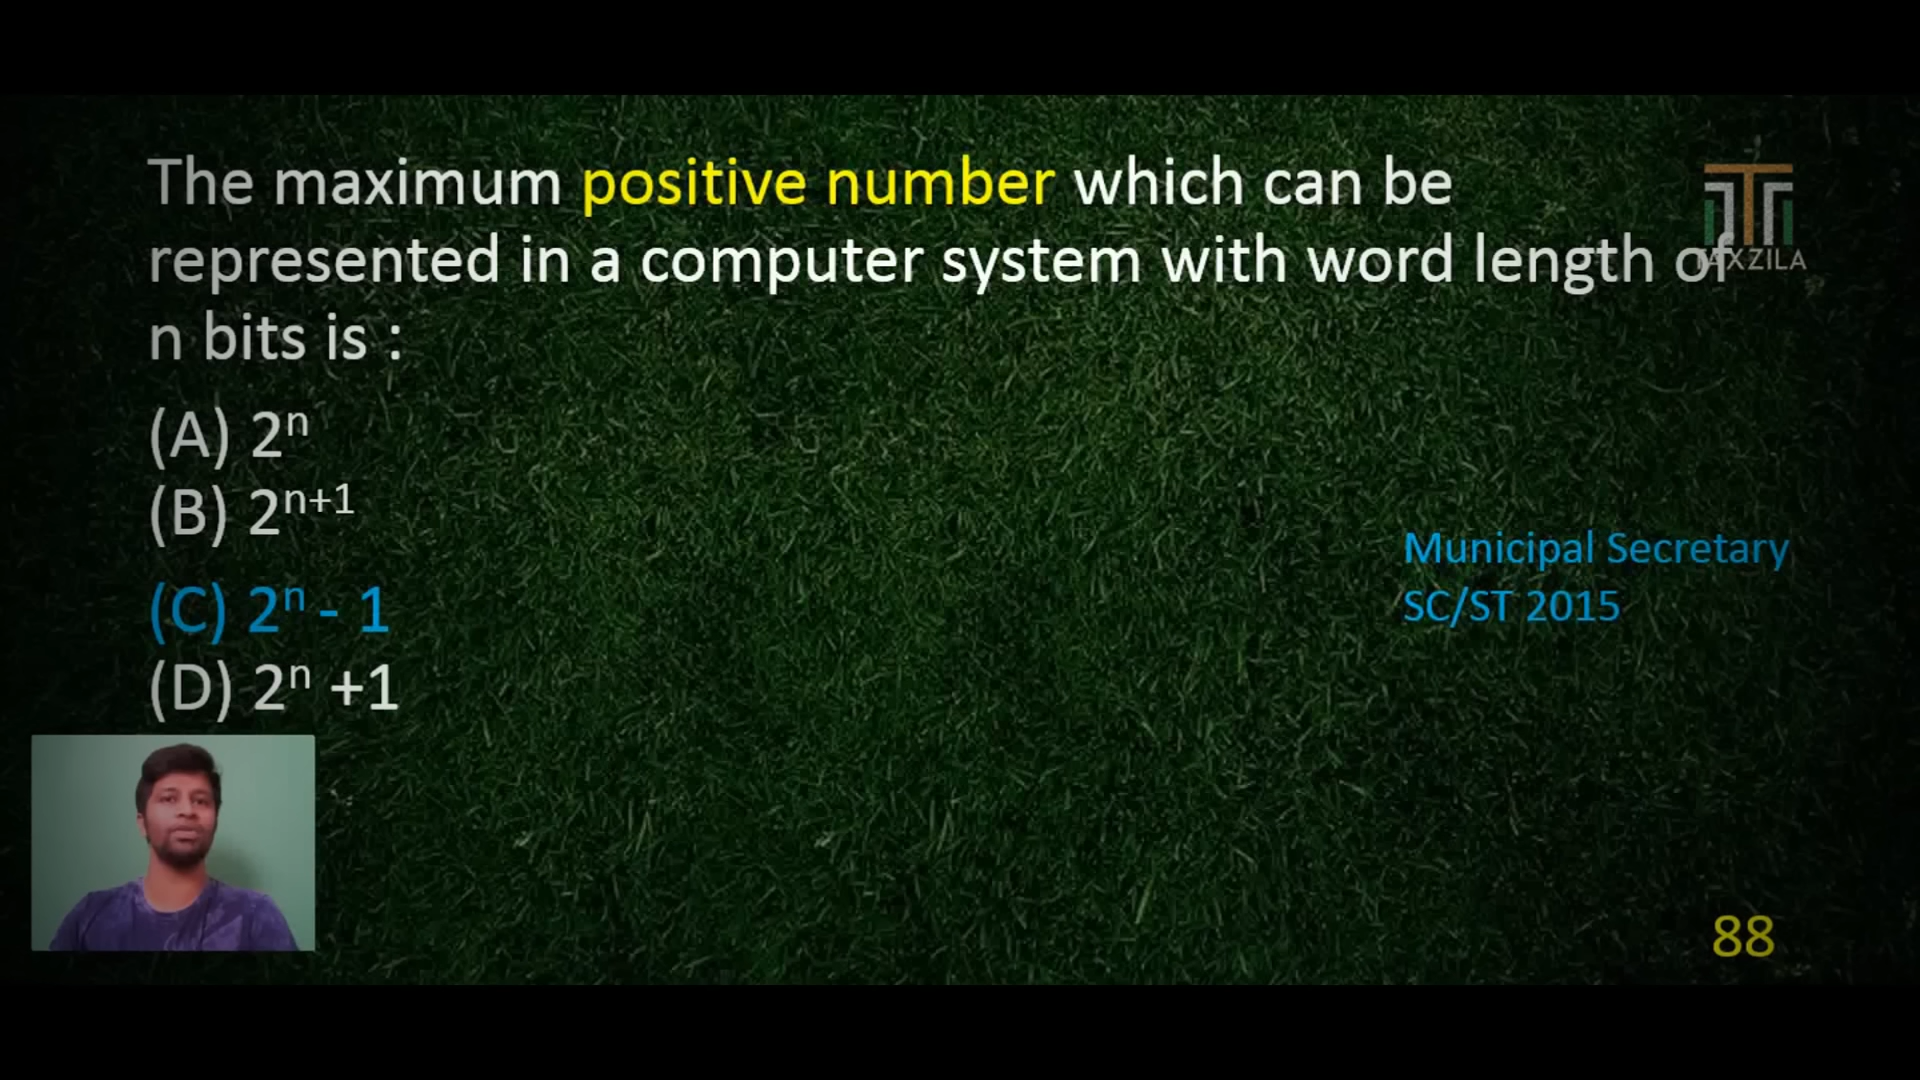 The maximum positive number which can be
represented in a computer system with word length of
n bits is :
(A) 2ⁿ
(B) 2ⁿ⁺¹
(C) 2ⁿ - 1
(D) 2ⁿ +1
Municipal Secretary
SC/ST 2015
TAXZILA
88